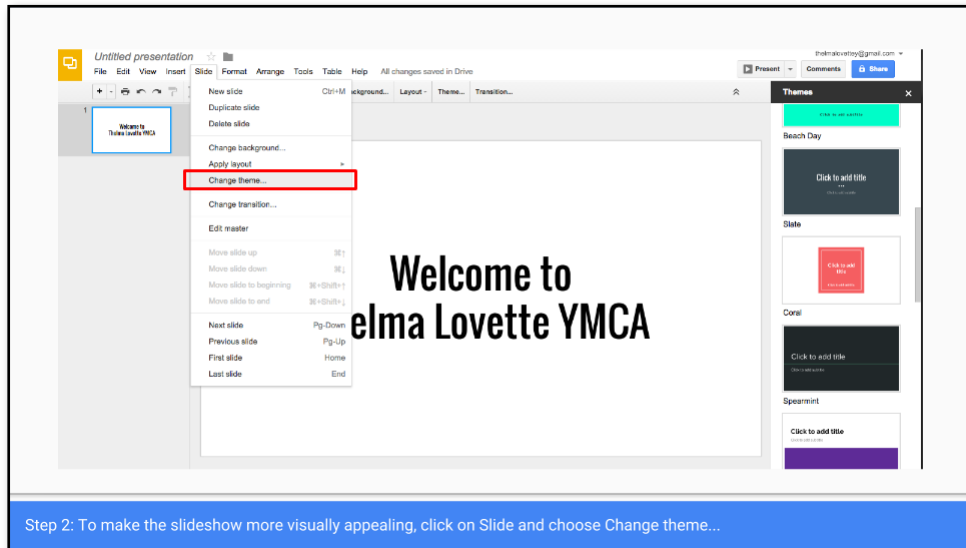 Untitled presentation
thelmalovettey@gmail.com
File Edit View Insert Slide Format Arrange Tools Table Help All changes saved in Drive
Present Comments Share
ckground... Layout Theme... Transition...
Themes
1
Welcome to
Thelma Lovette YMCA
New slide Ctrl+M
Duplicate slide
Delete slide
Change background...
Apply layout
Change theme...
Change transition...
Edit master
Move slide up ⌘↑
Move slide down ⌘↓
Move slide to beginning ⌘+Shift+↑
Move slide to end ⌘+Shift+↓
Next slide Pg-Down
Previous slide Pg-Up
First slide Home
Last slide End
Welcome to
elma Lovette YMCA
Beach Day
Click to add title
Slate
Click to add
title
Coral
Click to add title
Spearmint
Click to add title
Step 2: To make the slideshow more visually appealing, click on Slide and choose Change theme...